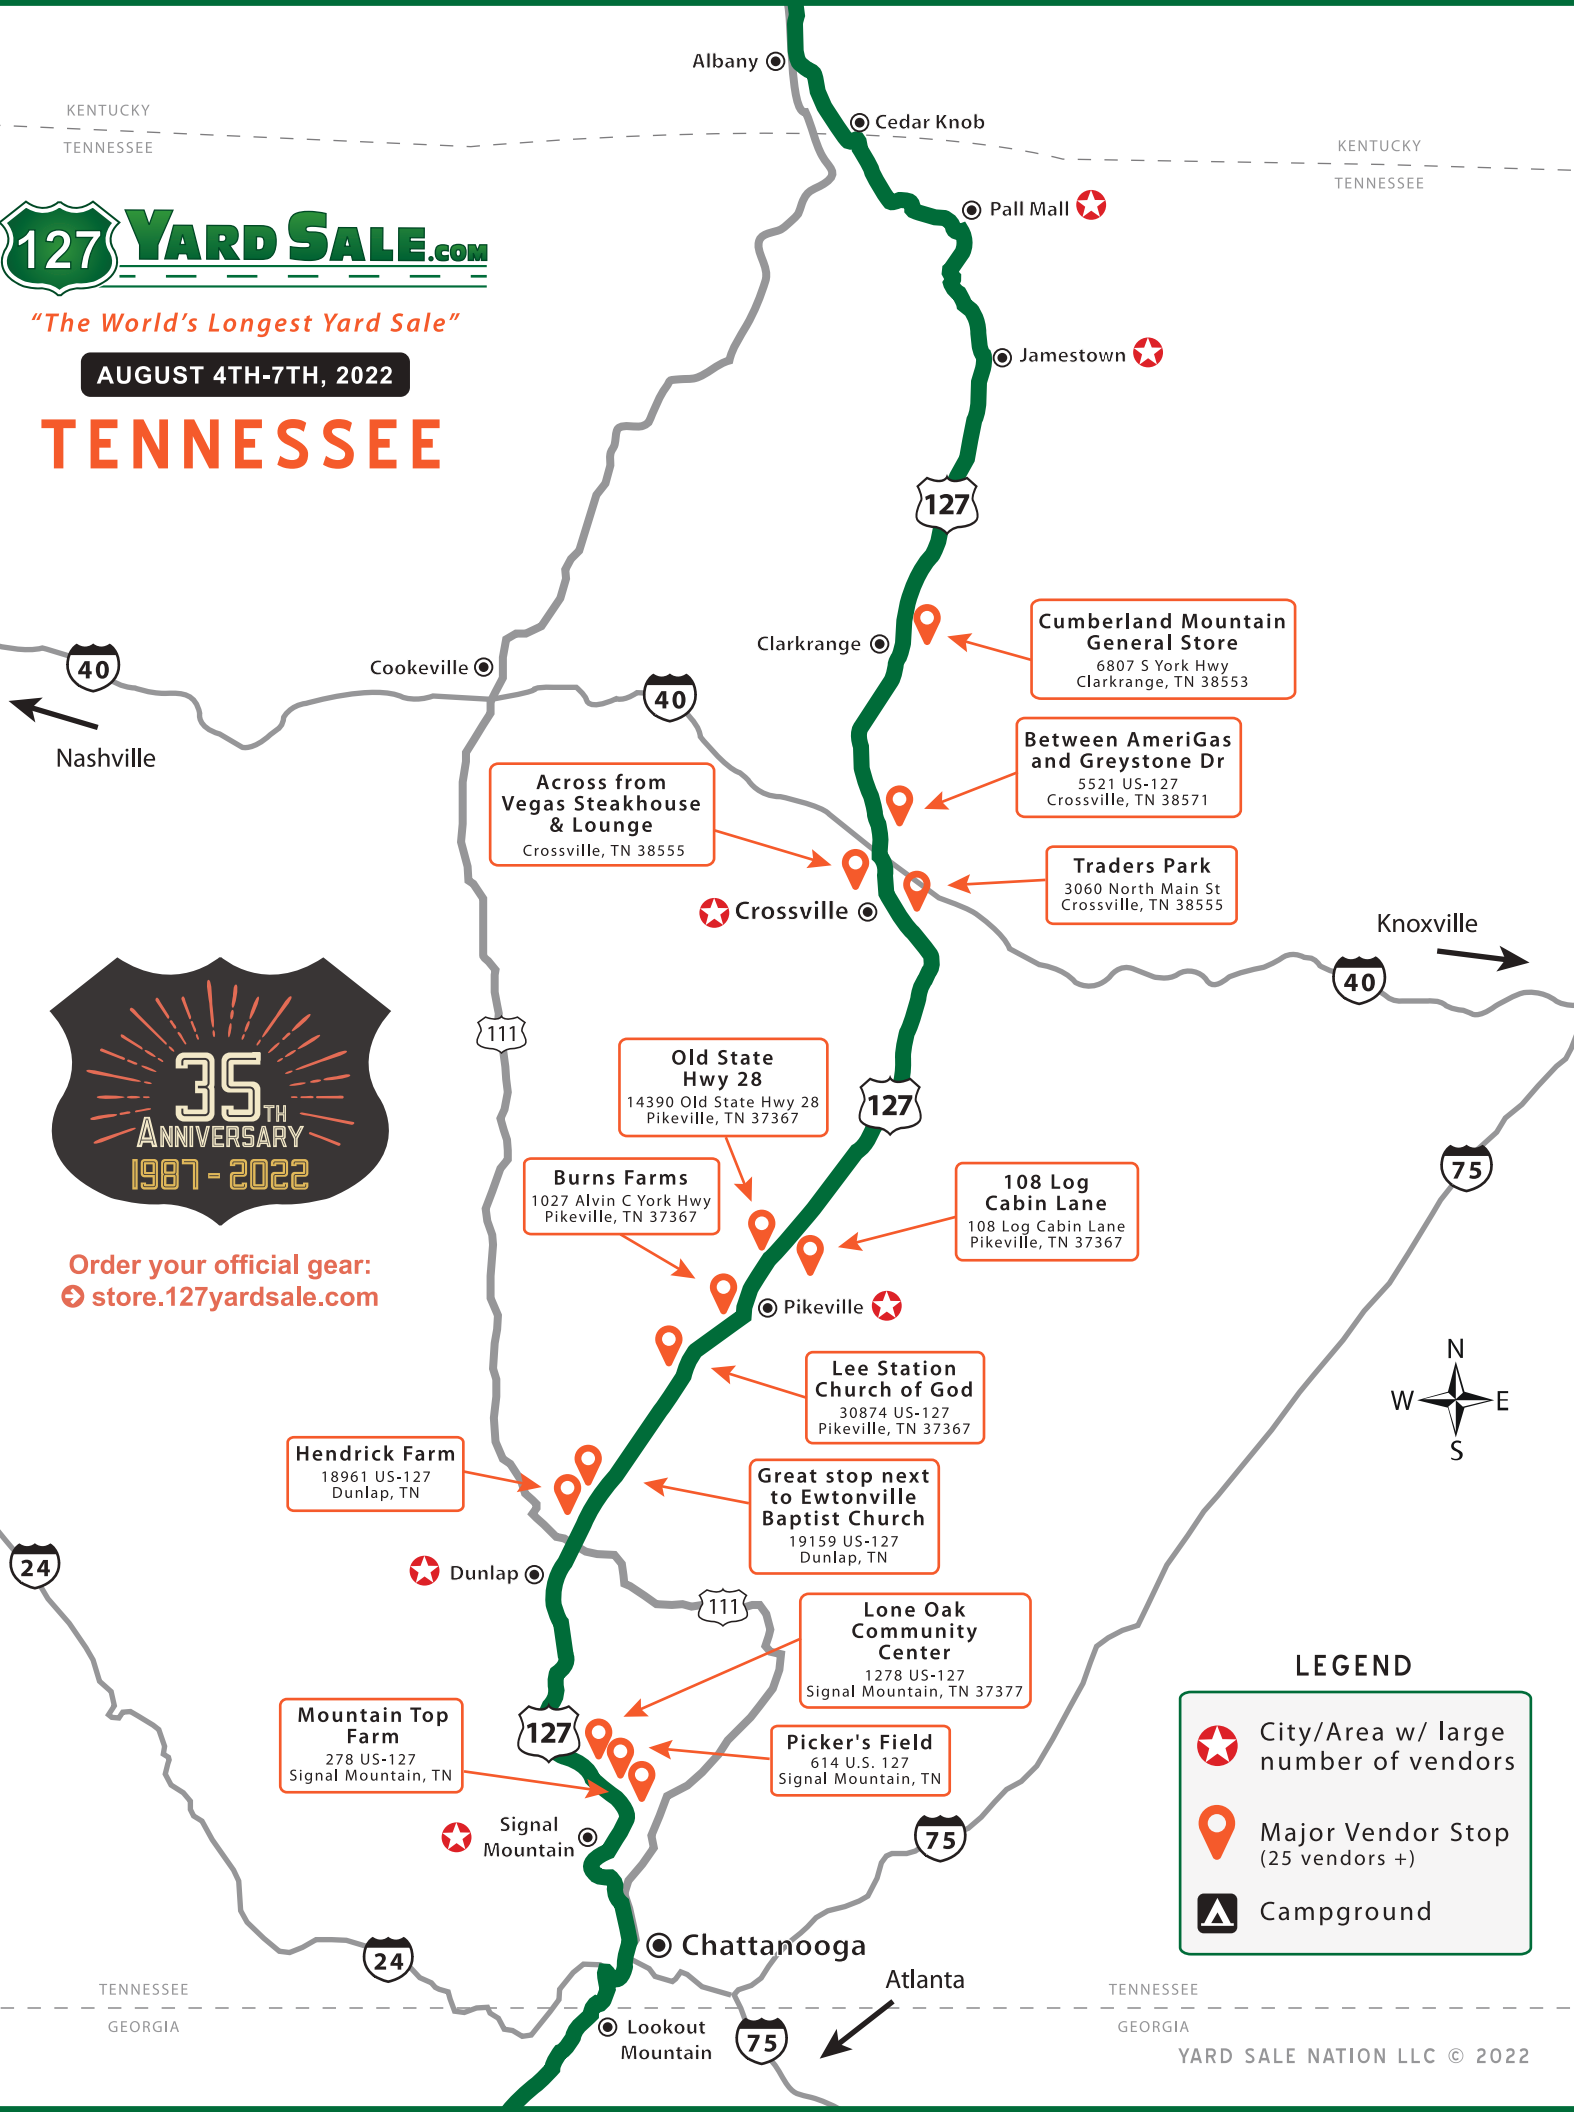 Albany
Cedar Knob
KENTUCKY
TENNESSEE
KENTUCKY
TENNESSEE
Pall Mall
127 YARD SALE.COM
“The World’s Longest Yard Sale”
AUGUST 4TH-7TH, 2022
TENNESSEE
Jamestown
127
Cumberland Mountain
General Store
6807 S York Hwy
Clarkrange, TN 38553
Clarkrange
Cookeville
40
40
Nashville
Between AmeriGas
and Greystone Dr
5521 US-127
Crossville, TN 38571
Across from
Vegas Steakhouse
& Lounge
Crossville, TN 38555
Traders Park
3060 North Main St
Crossville, TN 38555
Crossville
Knoxville
40
35TH
ANNIVERSARY
1987 - 2022
Order your official gear:
store.127yardsale.com
111
Old State
Hwy 28
14390 Old State Hwy 28
Pikeville, TN 37367
127
Burns Farms
1027 Alvin C York Hwy
Pikeville, TN 37367
108 Log
Cabin Lane
108 Log Cabin Lane
Pikeville, TN 37367
75
Pikeville
Lee Station
Church of God
30874 US-127
Pikeville, TN 37367
N
W
E
S
Hendrick Farm
18961 US-127
Dunlap, TN
Great stop next
to Ewtonville
Baptist Church
19159 US-127
Dunlap, TN
24
Dunlap
111
Lone Oak
Community
Center
1278 US-127
Signal Mountain, TN 37377
Mountain Top
Farm
278 US-127
Signal Mountain, TN
127
Picker's Field
614 U.S. 127
Signal Mountain, TN
Signal
Mountain
75
LEGEND
City/Area w/ large
number of vendors
Major Vendor Stop
(25 vendors +)
Campground
Chattanooga
24
Atlanta
TENNESSEE
GEORGIA
TENNESSEE
GEORGIA
Lookout
Mountain
75
YARD SALE NATION LLC © 2022